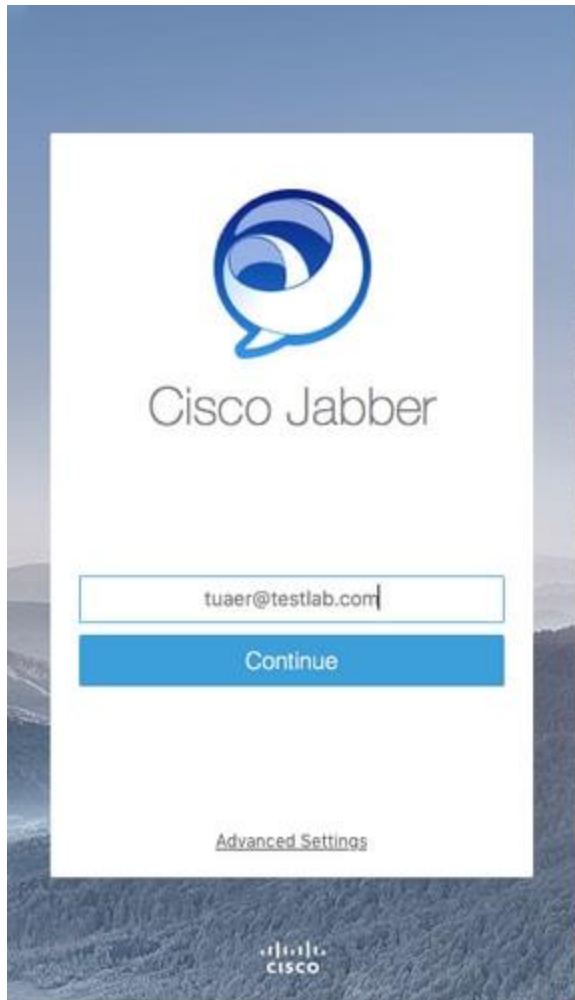 Cisco Jabber
tuaer@testlab.com
Continue
Advanced Settings
CISCO